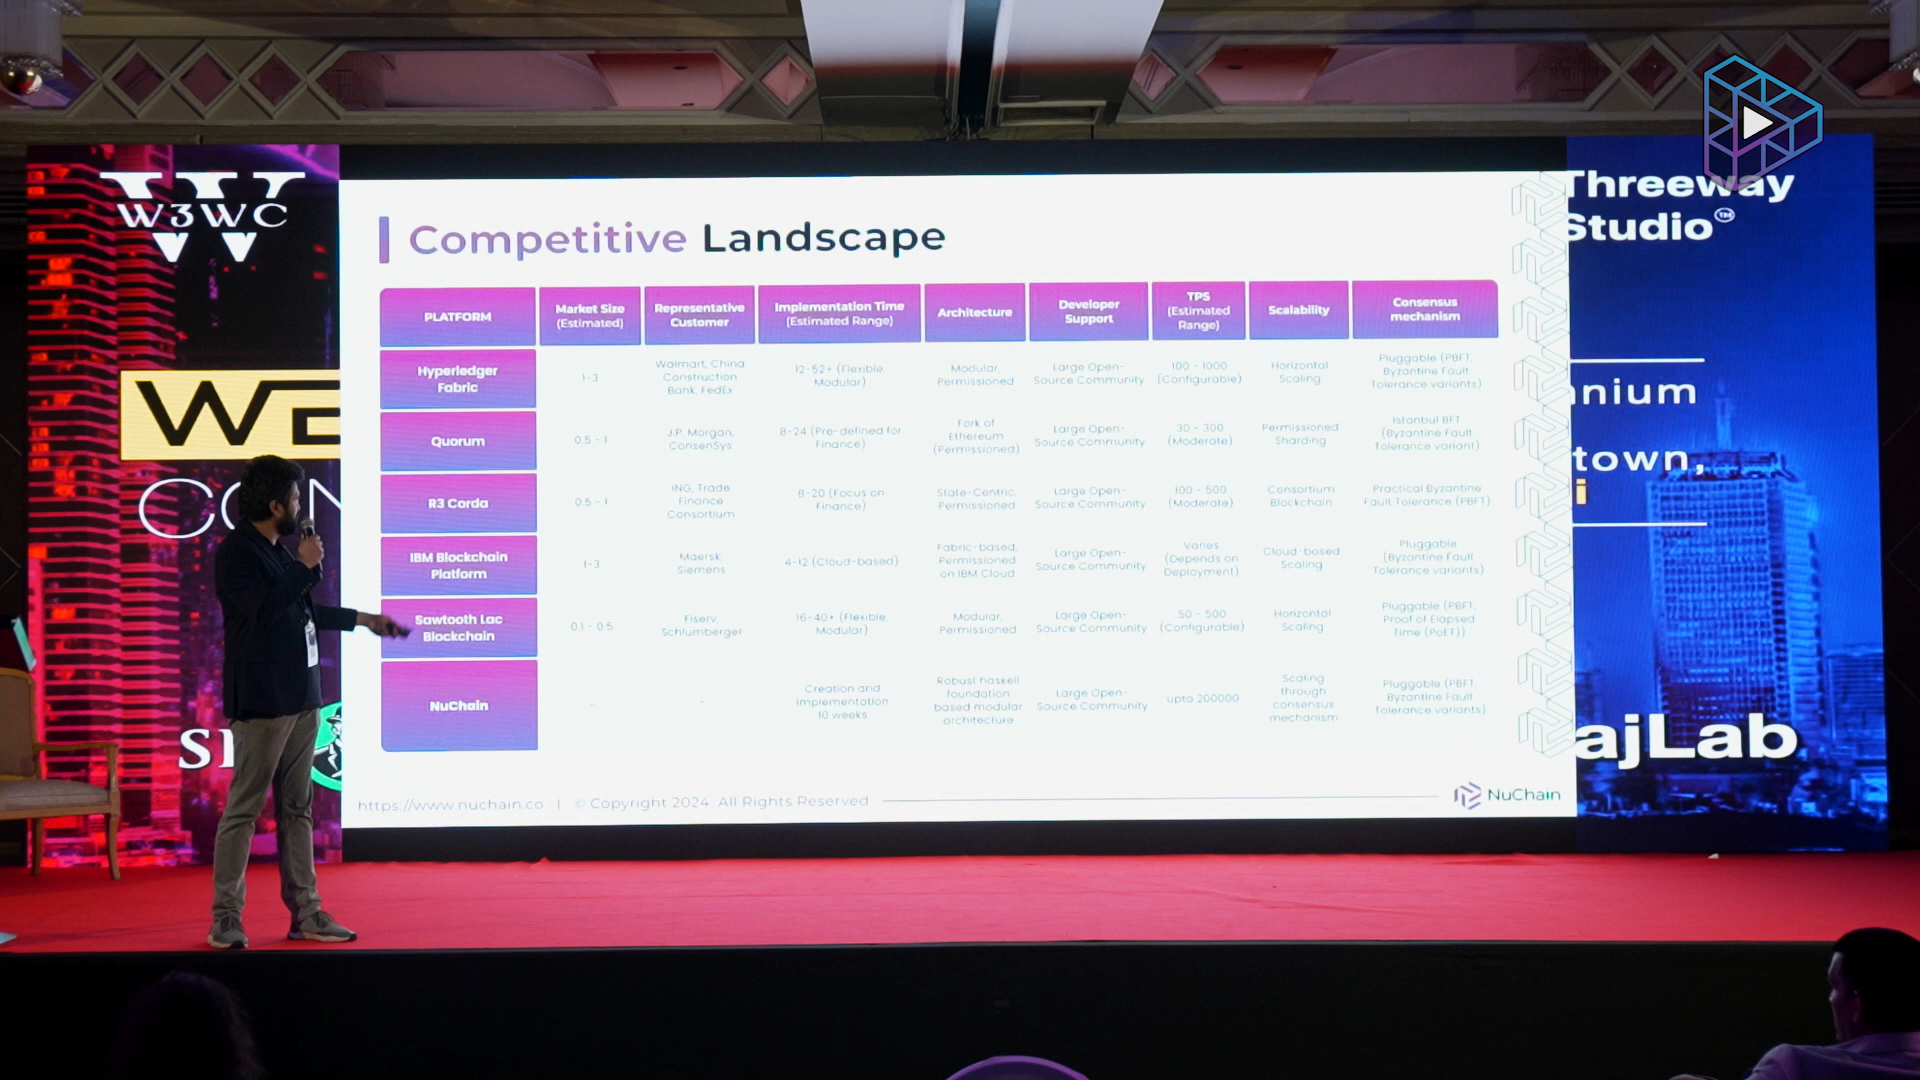 W3WC
Threeway
Studio™
Competitive Landscape
PLATFORM
Market Size
(Estimated)
Representative
Customer
Implementation Time
(Estimated Range)
Architecture
Developer
Support
TPS
(Estimated
Range)
Scalability
Consensus
mechanism
Hyperledger
Fabric
1-3
Walmart, China
Construction
Bank, FedEx
12-52+ (Flexible,
Modular)
Modular,
Permissioned
Large Open-
Source Community
100 - 1000
(Configurable)
Horizontal
Scaling
Pluggable (PBFT,
Byzantine Fault
Tolerance variants)
Quorum
0.5 - 1
J.P. Morgan,
ConsenSys
8-24 (Pre-defined for
Finance)
Fork of
Ethereum
(Permissioned)
Large Open-
Source Community
30 - 300
(Moderate)
Permissioned
Sharding
Istanbul BFT
(Byzantine Fault
Tolerance variant)
R3 Corda
0.5 - 1
ING, Trade
Finance
Consortium
8-20 (Focus on
Finance)
State-Centric,
Permissioned
Large Open-
Source Community
100 - 500
(Moderate)
Consortium
Blockchain
Practical Byzantine
Fault Tolerance (PBFT)
IBM Blockchain
Platform
1-3
Maersk,
Siemens
4-12 (Cloud-based)
Fabric-based,
Permissioned
on IBM Cloud
Large Open-
Source Community
Varies
(Depends on
Deployment)
Cloud-based
Scaling
Pluggable
(Byzantine Fault
Tolerance variants)
Sawtooth Lac
Blockchain
0.1 - 0.5
Fiserv,
Schlumberger
16-40+ (Flexible,
Modular)
Modular,
Permissioned
Large Open-
Source Community
50 - 500
(Configurable)
Horizontal
Scaling
Pluggable (PBFT,
Proof of Elapsed
Time (PoET))
NuChain
-
-
Creation and
Implementation
10 weeks
Robust haskell
foundation
based modular
architecture
Large Open-
Source Community
upto 200000
Scaling
through
consensus
mechanism
Pluggable (PBFT,
Byzantine Fault
Tolerance variants)
https://www.nuchain.co | © Copyright 2024. All Rights Reserved
NuChain
nnium
town,
i
ajLab